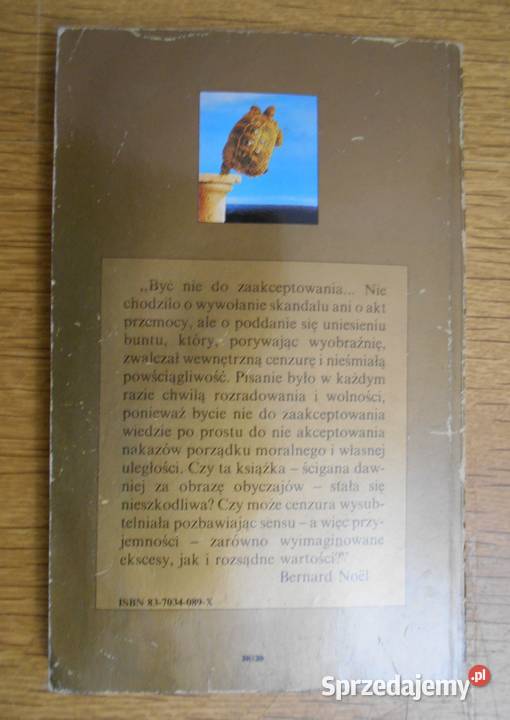 „Być nie do zaakceptowania... Nie
chodziło o wywołanie skandalu ani o akt
przemocy, ale o poddanie się uniesieniu
buntu, który, porywając wyobraźnię,
zwalczał wewnętrzną cenzurę i nieśmiałą
powściągliwość. Pisanie było w każdym
razie chwilą rozradowania i wolności,
ponieważ bycie nie do zaakceptowania
wiedzie po prostu do nie akceptowania
nakazów porządku moralnego i własnej
uległości. Czy ta książka – ścigana daw-
niej za obrazę obyczajów – stała się
nieszkodliwa? Czy może cenzura wysub-
telniała pozbawiając sensu – a więc przy-
jemności – zarówno wyimaginowane
ekscesy, jak i rozsądne wartości?”
Bernard Noël
ISBN 83-7034-089-X
Sprzedajemy.pl